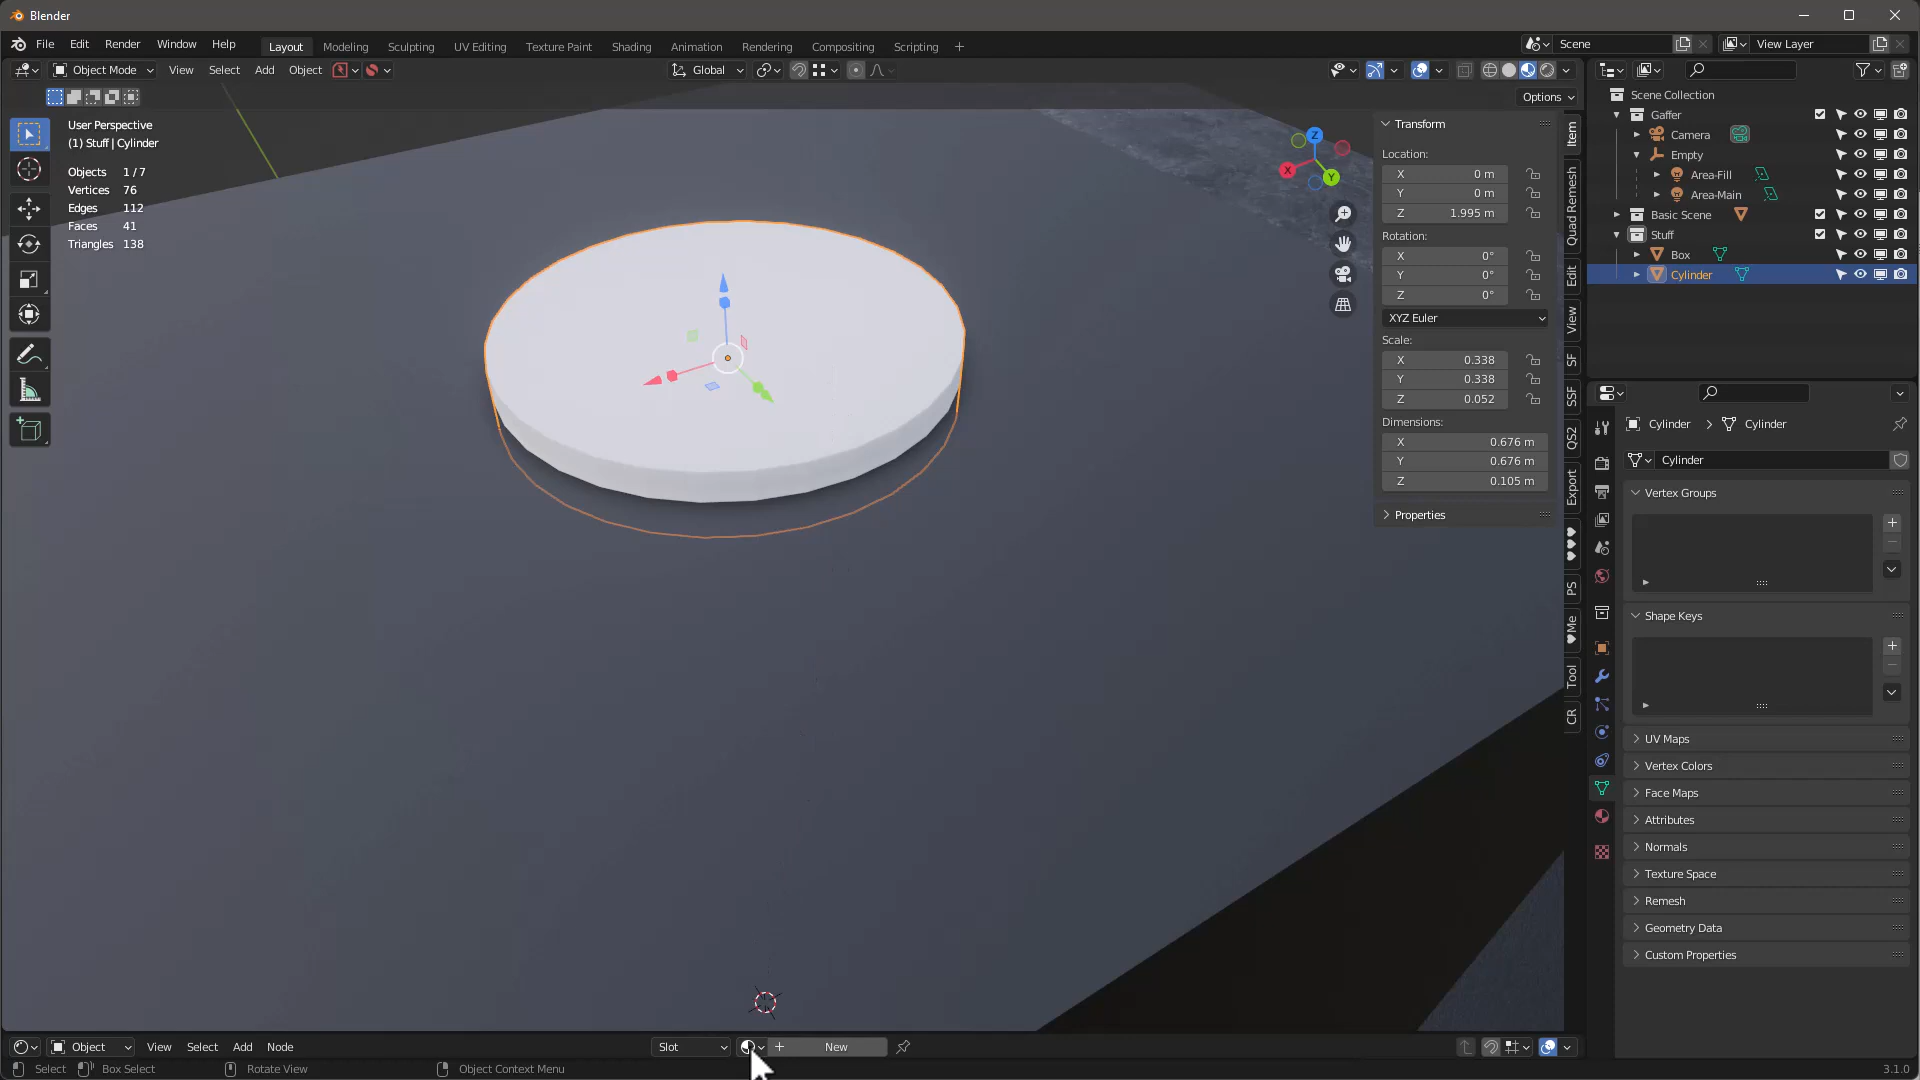 Blender
File Edit Render Window Help Layout Modeling Sculpting UV Editing Texture Paint Shading Animation Rendering Compositing Scripting Scene View Layer
Object Mode View Select Add Object Global
Options
User Perspective
(1) Stuff | Cylinder
Objects 1 / 7
Vertices 76
Edges 112
Faces 41
Triangles 138
Z
X
Y
Transform
Location:
X 0 m
Y 0 m
Z 1.995 m
Rotation:
X 0°
Y 0°
Z 0°
XYZ Euler
Scale:
X 0.338
Y 0.338
Z 0.052
Dimensions:
X 0.676 m
Y 0.676 m
Z 0.105 m
Properties
Item
Quad Remesh
Edit
View
SF
SSF
QS2
Export
♥♥♥
PS
♥Me
Tool
CR
Scene Collection
Gaffer
Camera
Empty
Area-Fill
Area-Main
Basic Scene
Stuff
Box
Cylinder
Cylinder > Cylinder
Cylinder
Vertex Groups
Shape Keys
UV Maps
Vertex Colors
Face Maps
Attributes
Normals
Texture Space
Remesh
Geometry Data
Custom Properties
Object View Select Add Node Slot New
Select Box Select Rotate View Object Context Menu 3.1.0